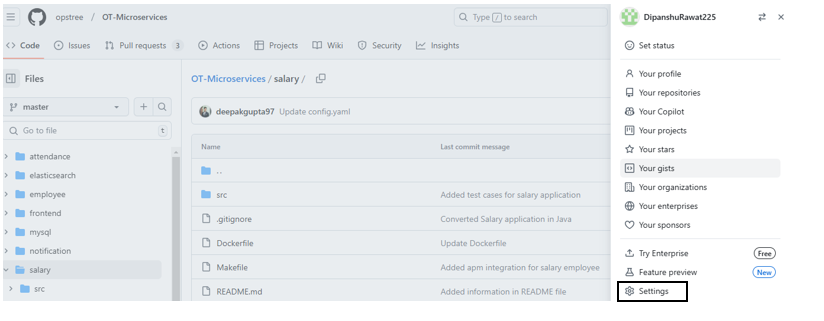 opstree / OT-Microservices
Type / to search
DipanshuRawat225
Code Issues Pull requests 3 Actions Projects Wiki Security Insights
Set status
Files
OT-Microservices / salary /
Your profile
Your repositories
master
deepakgupta97 Update config.yaml
Your Copilot
Go to file t
Your projects
Name Last commit message
Your stars
attendance
elasticsearch
. .
Your gists
employee
src Added test cases for salary application
Your organizations
frontend
.gitignore Converted Salary application in Java
Your enterprises
mysql
Dockerfile Update Dockerfile
Your sponsors
notification
Try Enterprise Free
salary
Makefile Added apm integration for salary employee
Feature preview New
src
README.md Added information in README file
Settings